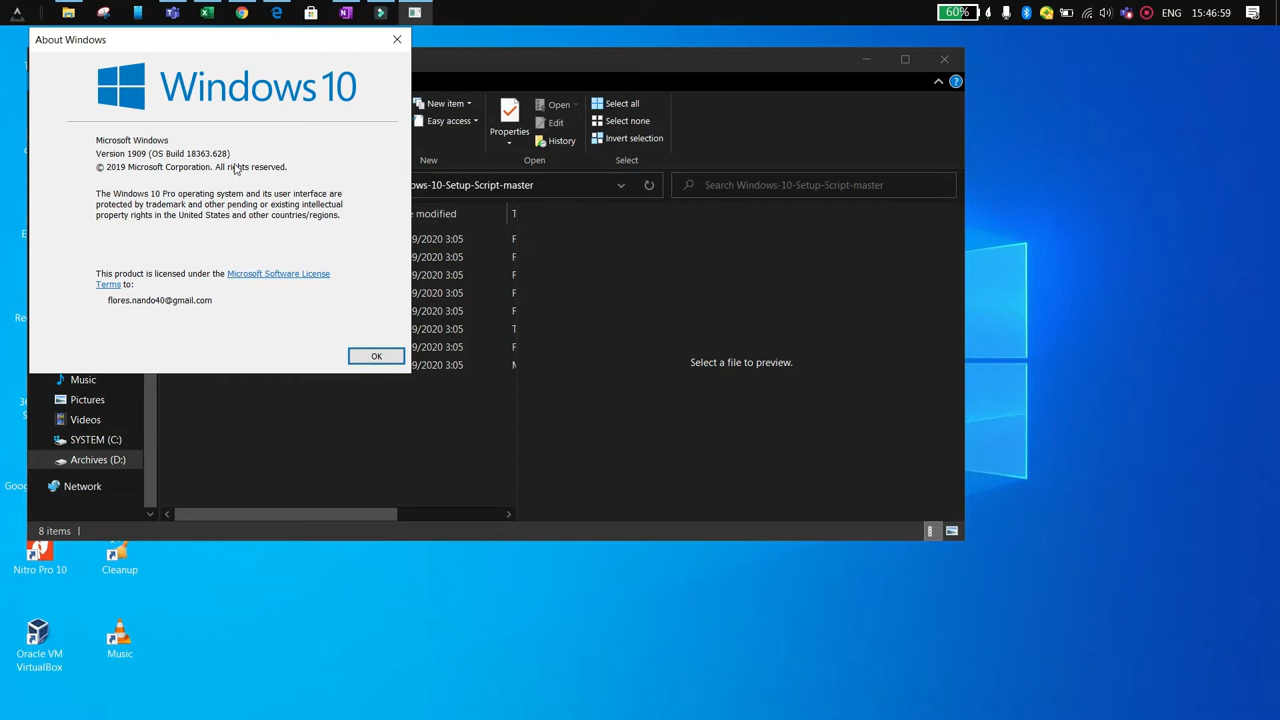 60%
ENG
15:46:59
About Windows
Windows 10
Microsoft Windows
Version 1909 (OS Build 18363.628)
© 2019 Microsoft Corporation. All rights reserved.
The Windows 10 Pro operating system and its user interface are
protected by trademark and other pending or existing intellectual
property rights in the United States and other countries/regions.
This product is licensed under the Microsoft Software License
Terms to:
flores.nando40@gmail.com
OK
New item
Easy access
New
Properties
Open
Edit
History
Open
Select all
Select none
Invert selection
Select
ows-10-Setup-Script-master
Search Windows-10-Setup-Script-master
e modified
T
9/2020 3:05
F
9/2020 3:05
F
9/2020 3:05
F
9/2020 3:05
F
9/2020 3:05
F
9/2020 3:05
T
9/2020 3:05
F
9/2020 3:05
M
Select a file to preview.
Music
Pictures
Videos
SYSTEM (C:)
Archives (D:)
Network
8 items
Nitro Pro 10
Cleanup
Oracle VM
VirtualBox
Music